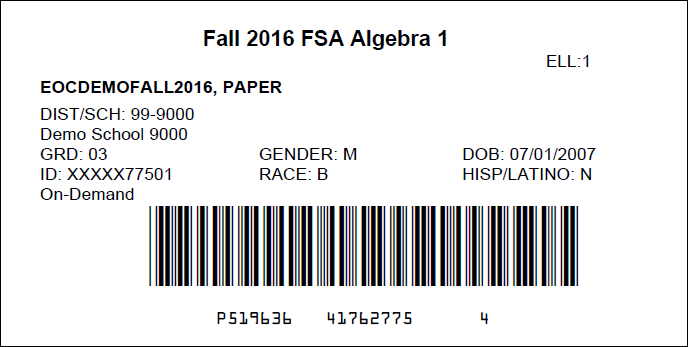 Fall 2016 FSA Algebra 1
ELL:1
EOCDEMOFALL2016, PAPER
DIST/SCH: 99-9000
Demo School 9000
GRD: 03 GENDER: M DOB: 07/01/2007
ID: XXXXX77501 RACE: B HISP/LATINO: N
On-Demand
P519636 41762775 4